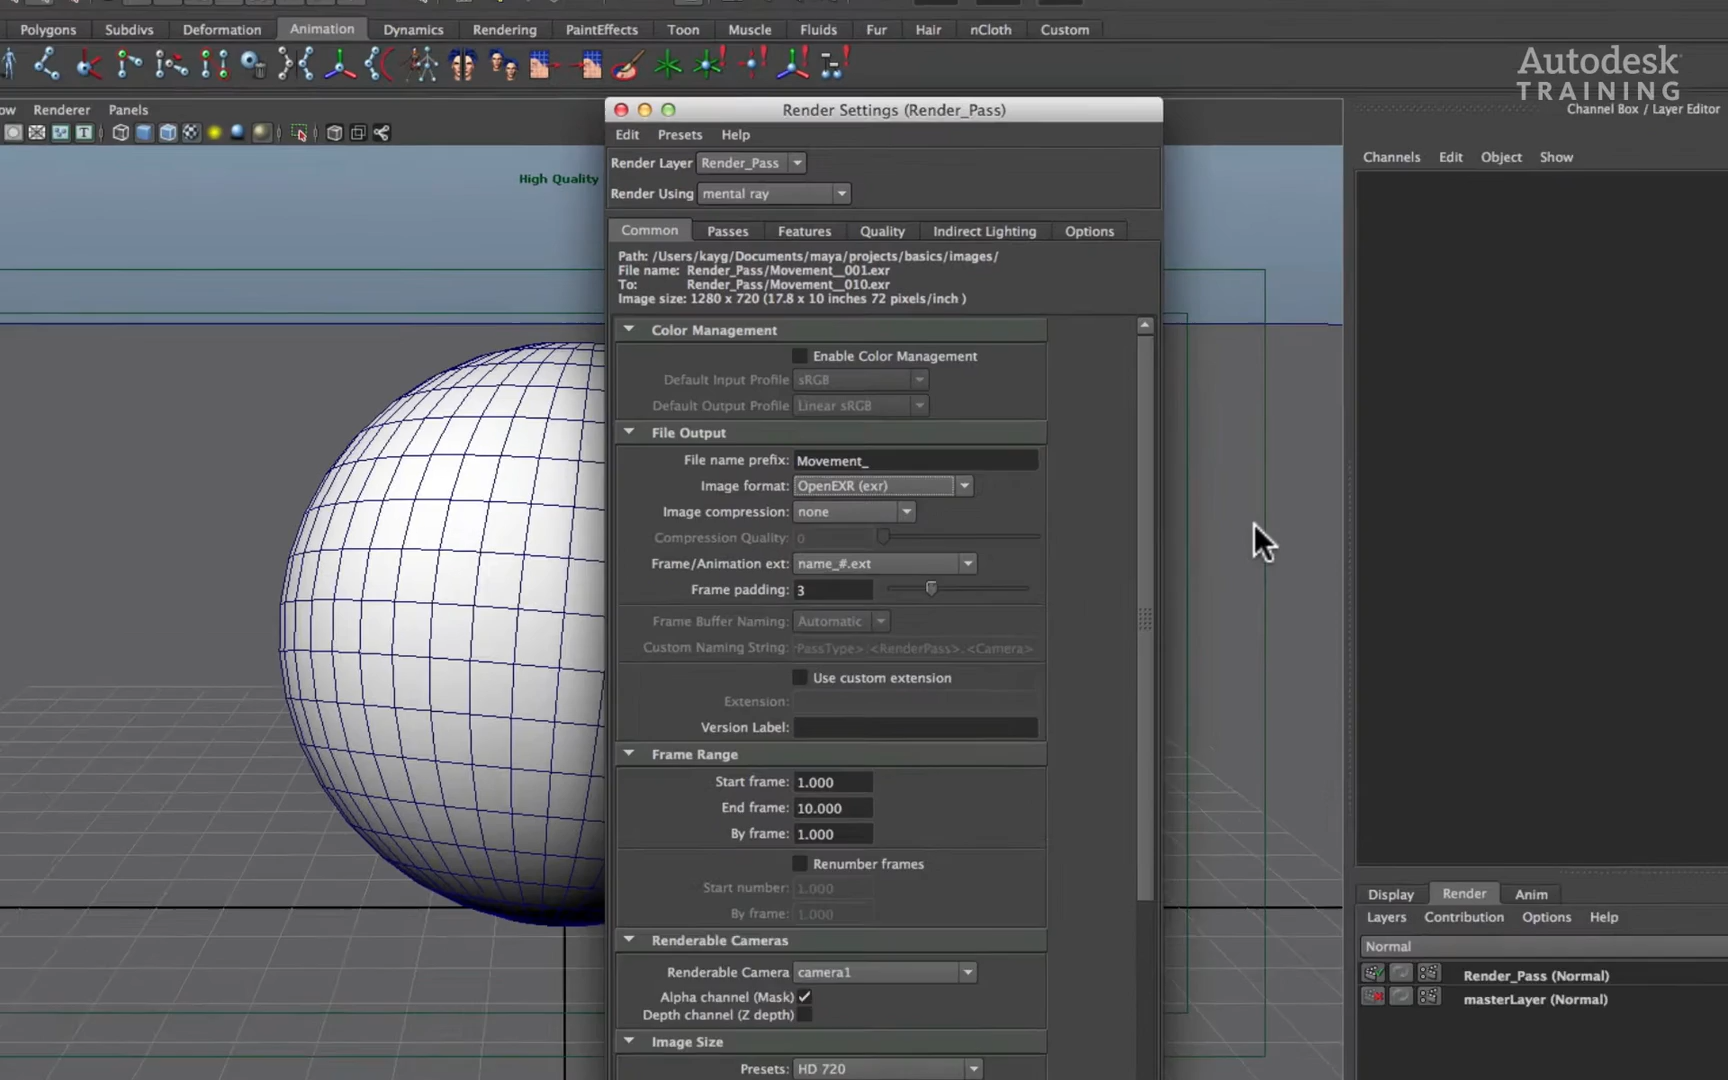 Polygons Subdivs Deformation Animation Dynamics Rendering PaintEffects Toon Muscle Fluids Fur Hair nCloth Custom
Autodesk
TRAINING
Renderer Panels
Render Settings (Render_Pass)
Channel Box / Layer Editor
Edit Presets Help
Channels Edit Object Show
Render Layer Render_Pass
High Quality
Render Using mental ray
Common Passes Features Quality Indirect Lighting Options
Path: /Users/kayg/Documents/maya/projects/basics/images/
File name: Render_Pass/Movement__001.exr
To: Render_Pass/Movement__010.exr
Image size: 1280 x 720 (17.8 x 10 inches 72 pixels/inch )
Color Management
Enable Color Management
Default Input Profile sRGB
Default Output Profile Linear sRGB
File Output
File name prefix: Movement_
Image format: OpenEXR (exr)
Image compression: none
Compression Quality: 0
Frame/Animation ext: name_#.ext
Frame padding: 3
Frame Buffer Naming: Automatic
Custom Naming String: PassType>.<RenderPass>.<Camera>
Use custom extension
Extension:
Version Label:
Frame Range
Start frame: 1.000
End frame: 10.000
By frame: 1.000
Renumber frames
Start number: 1.000
By frame: 1.000
Renderable Cameras
Renderable Camera camera1
Alpha channel (Mask)
Depth channel (Z depth)
Image Size
Presets: HD 720
Display Render Anim
Layers Contribution Options Help
Normal
Render_Pass (Normal)
masterLayer (Normal)